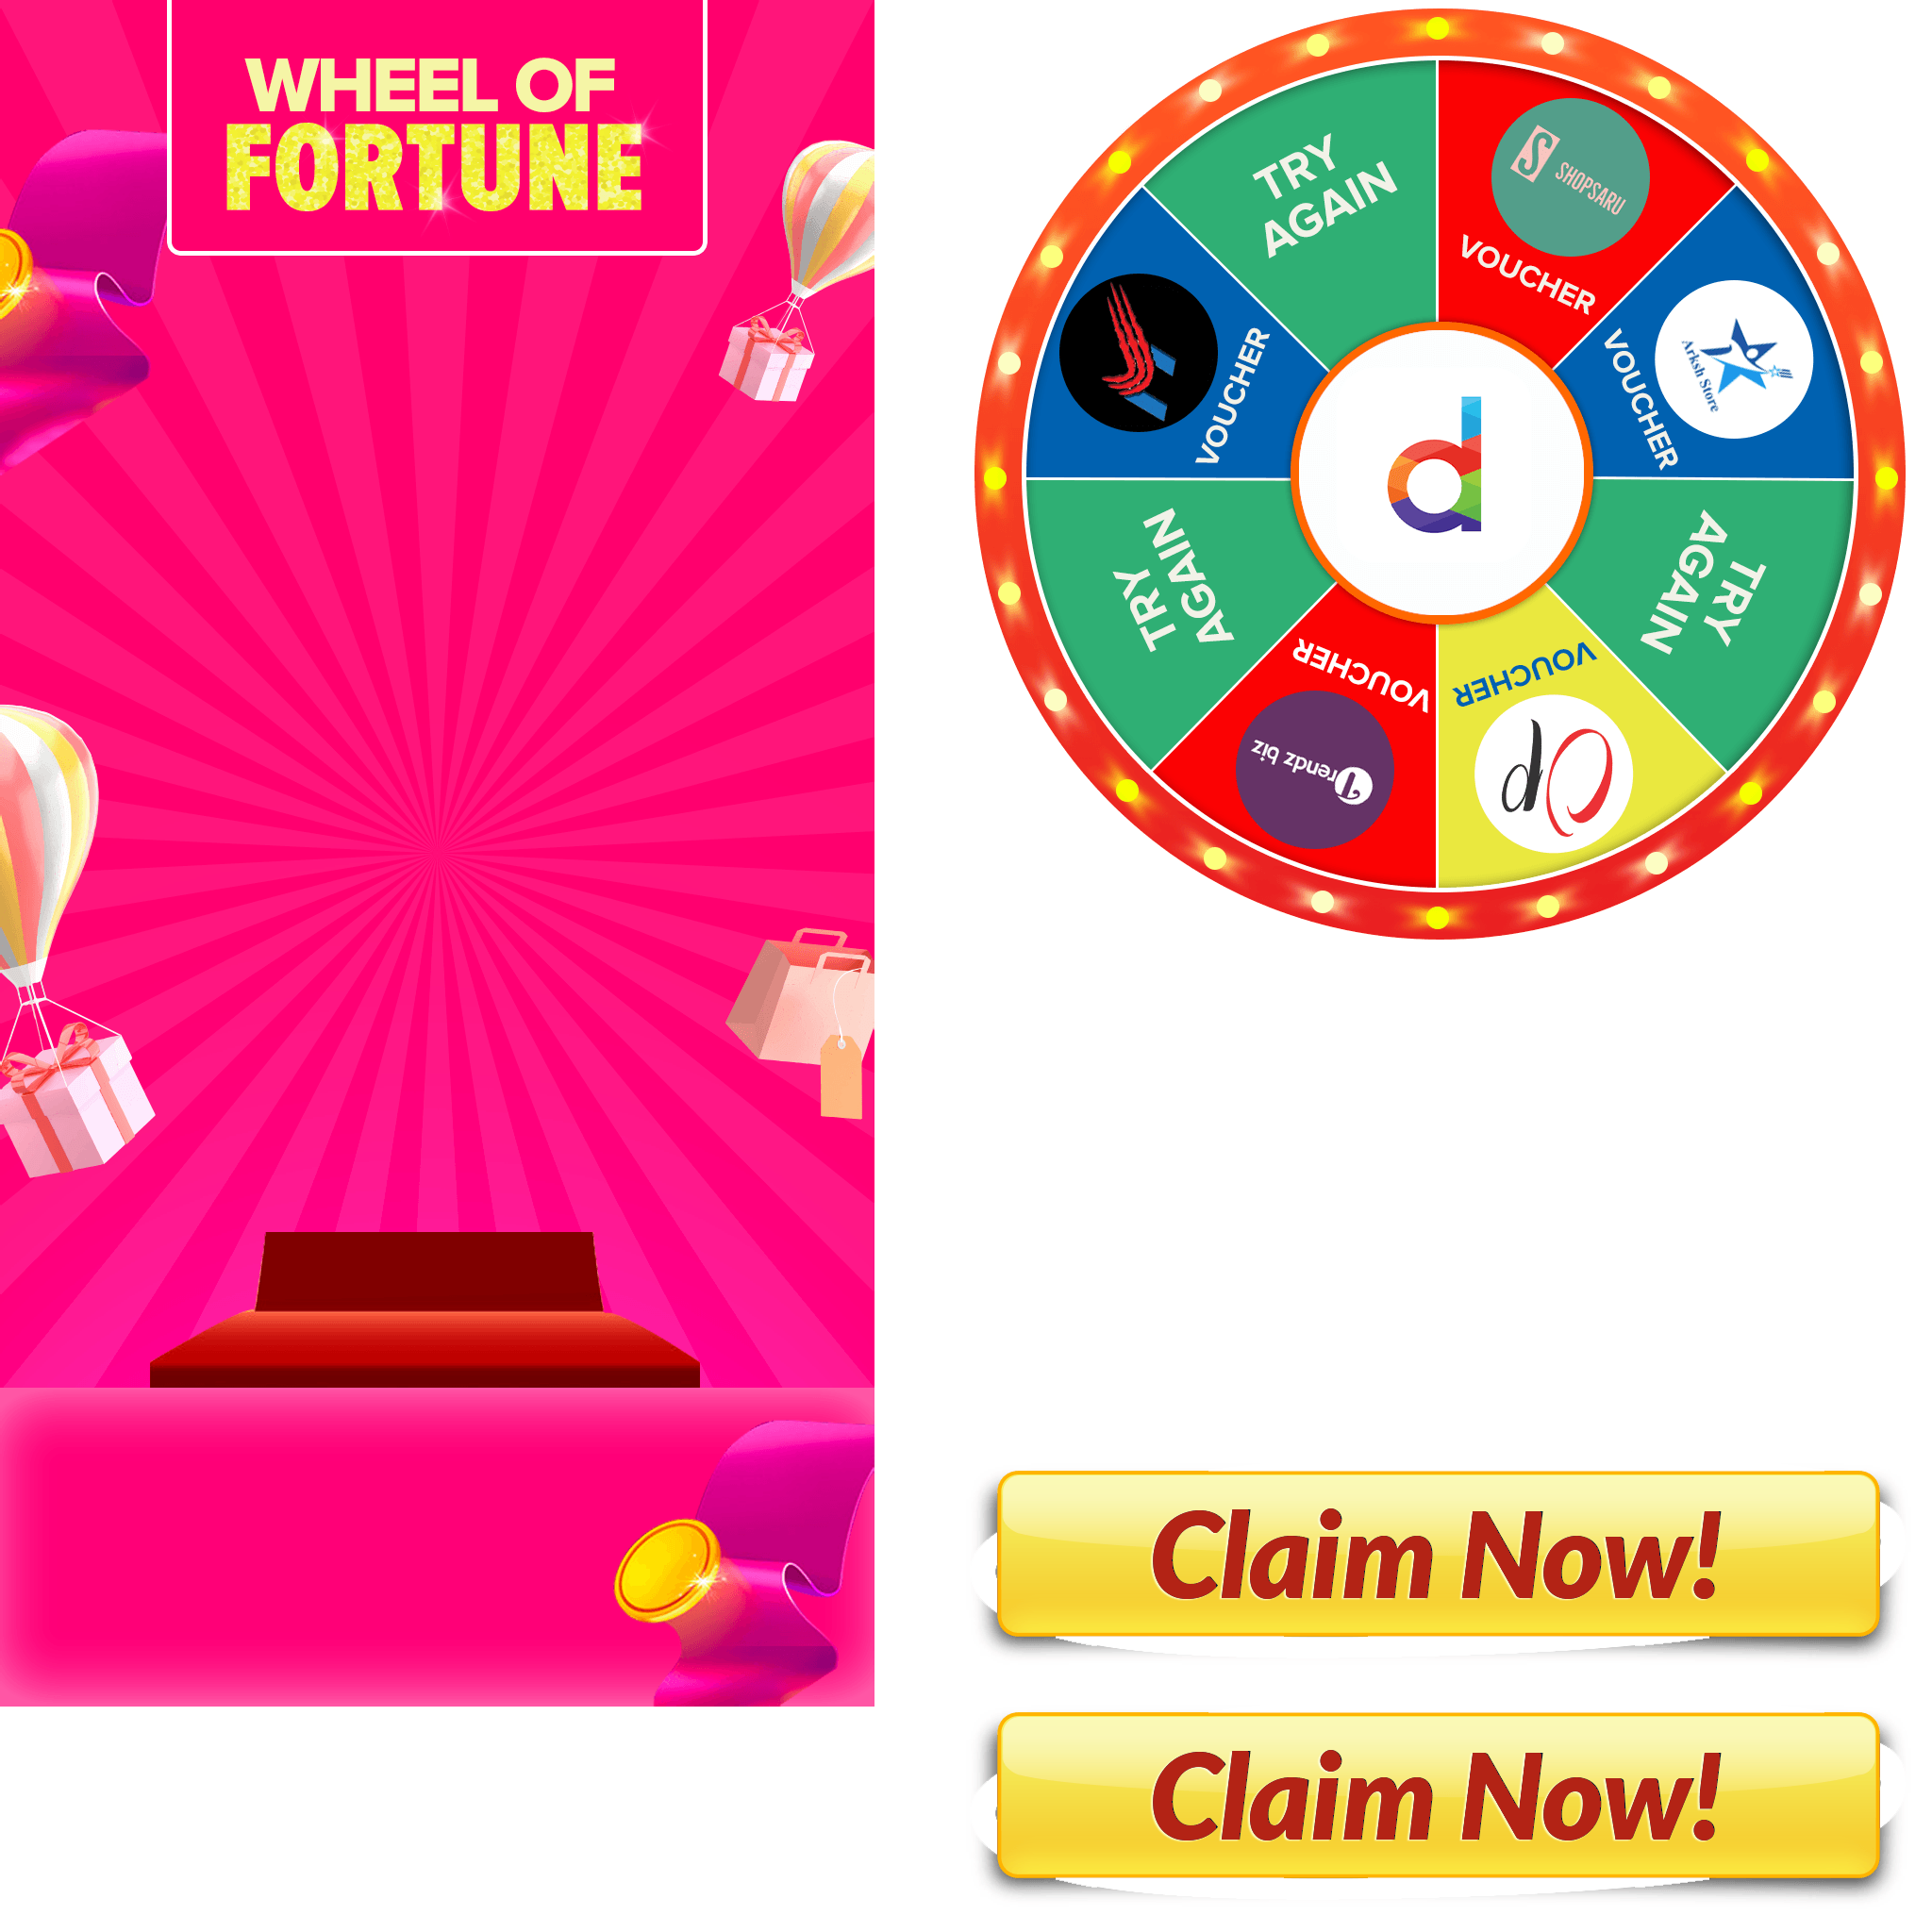 WHEEL OF
FORTUNE
TRY
AGAIN
S SHOPSARU
VOUCHER
Arksh Store
VOUCHER
TRY
AGAIN
VOUCHER
Trendz biz
VOUCHER
TRY
AGAIN
VOUCHER
d
Claim Now!
Claim Now!